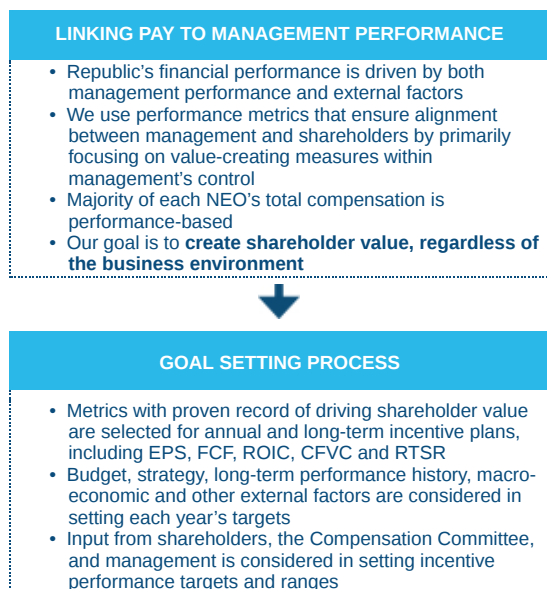 LINKING PAY TO MANAGEMENT PERFORMANCE
• Republic’s financial performance is driven by both
management performance and external factors
• We use performance metrics that ensure alignment
between management and shareholders by primarily
focusing on value-creating measures within
management’s control
• Majority of each NEO’s total compensation is
performance-based
• Our goal is to create shareholder value, regardless of
the business environment
GOAL SETTING PROCESS
• Metrics with proven record of driving shareholder value
are selected for annual and long-term incentive plans,
including EPS, FCF, ROIC, CFVC and RTSR
• Budget, strategy, long-term performance history, macro-
economic and other external factors are considered in
setting each year’s targets
• Input from shareholders, the Compensation Committee,
and management is considered in setting incentive
performance targets and ranges